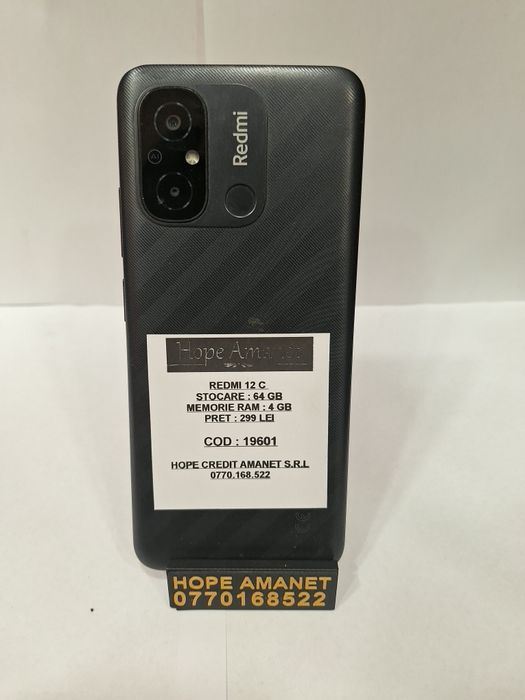 Redmi
AI
Hope Amanet
REDMI 12 C
STOCARE : 64 GB
MEMORIE RAM : 4 GB
PRET : 299 LEI
COD : 19601
HOPE CREDIT AMANET S.R.L
0770.168.522
HOPE AMANET
0770168522